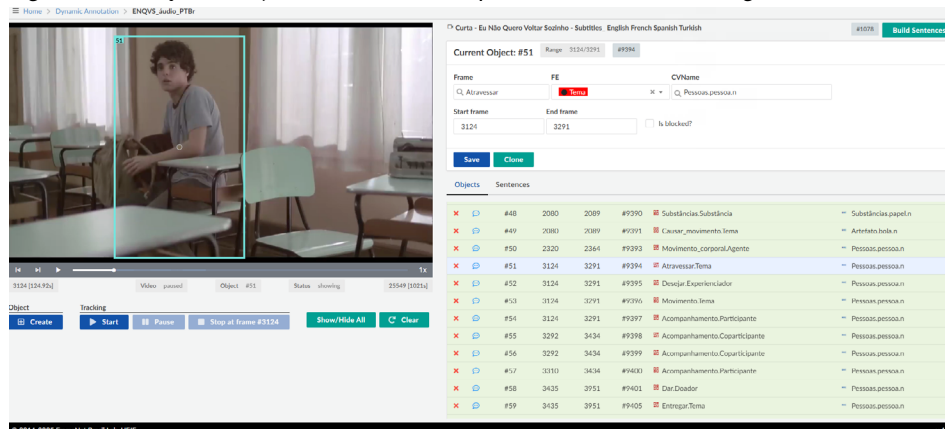 Home > Dynamic Annotation > ENQVS_áudio_PTBr
51
3124 [124.92s] Video paused Object #51 Status showing 25549 [1021s]
1x
Object Tracking
Create Start Pause Stop at frame #3124 Show/Hide All Clear
Curta - Eu Não Quero Voltar Sozinho - Subtitles English French Spanish Turkish #1078 Build Sentences
Current Object: #51 Range 3124/3291 #9394
Frame FE CVName
Atravessar Tema Pessoas.pessoa.n
Start frame End frame
3124 3291 Is blocked?
Save Clone
Objects Sentences
#48 2080 2089 #9390 Substâncias.Substância Substâncias.papel.n
#49 2080 2089 #9391 Causar_movimento.Tema Artefato.bola.n
#50 2320 2364 #9393 Movimento_corporal.Agente Pessoas.pessoa.n
#51 3124 3291 #9394 Atravessar.Tema Pessoas.pessoa.n
#52 3124 3291 #9395 Desejar.Experienciador Pessoas.pessoa.n
#53 3124 3291 #9396 Movimento.Tema Pessoas.pessoa.n
#54 3124 3291 #9397 Acompanhamento.Participante Pessoas.pessoa.n
#55 3292 3434 #9398 Acompanhamento.Coparticipante Pessoas.pessoa.n
#56 3292 3434 #9399 Acompanhamento.Coparticipante Pessoas.pessoa.n
#57 3310 3434 #9400 Acompanhamento.Participante Pessoas.pessoa.n
#58 3435 3951 #9401 Dar.Doador Pessoas.pessoa.n
#59 3435 3951 #9405 Entregar.Tema Pessoas.pessoa.n